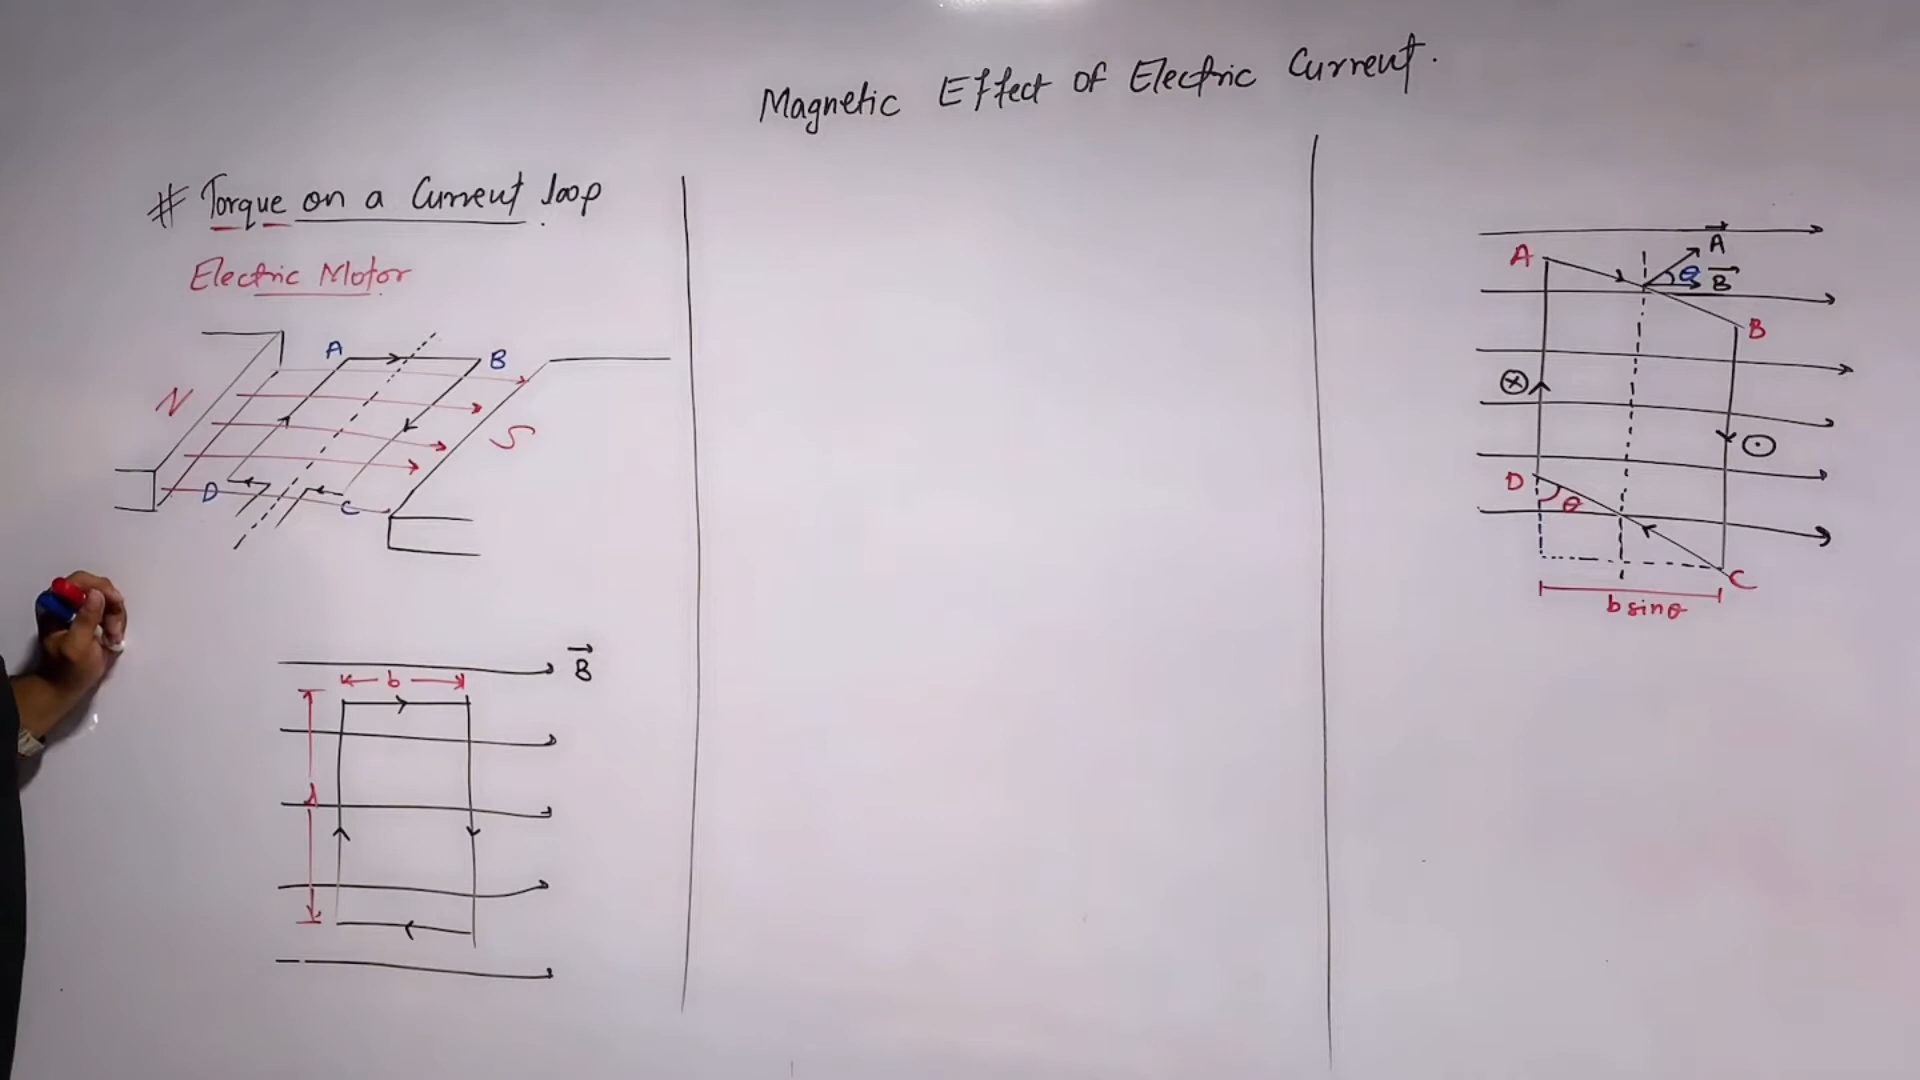 Magnetic Effect of Electric Current.
# Torque on a Current loop
Electric Motor
A
B
N
S
D
C
B
b
l
A
A
θ
B
B
D
θ
C
b sinθ